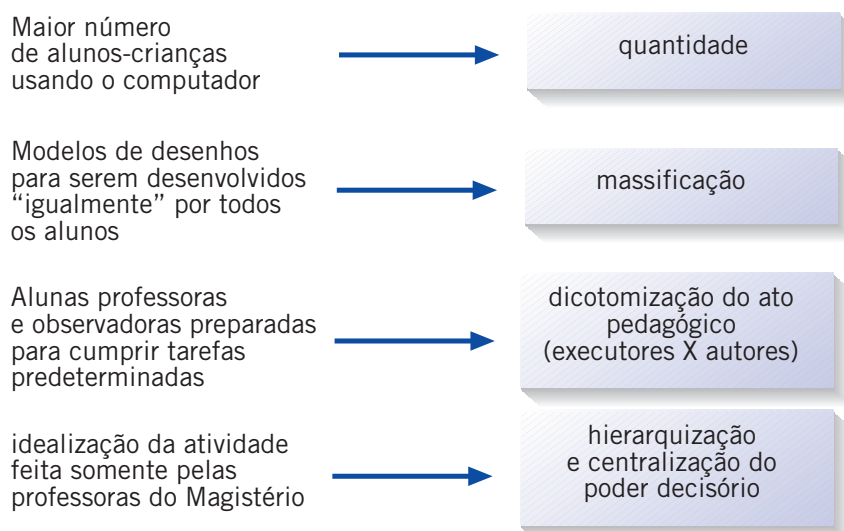 Maior número
de alunos-crianças
usando o computador
quantidade
Modelos de desenhos
para serem desenvolvidos
“igualmente” por todos
os alunos
massificação
Alunas professoras
e observadoras preparadas
para cumprir tarefas
predeterminadas
dicotomização do ato
pedagógico
(executores X autores)
idealização da atividade
feita somente pelas
professoras do Magistério
hierarquização
e centralização do
poder decisório